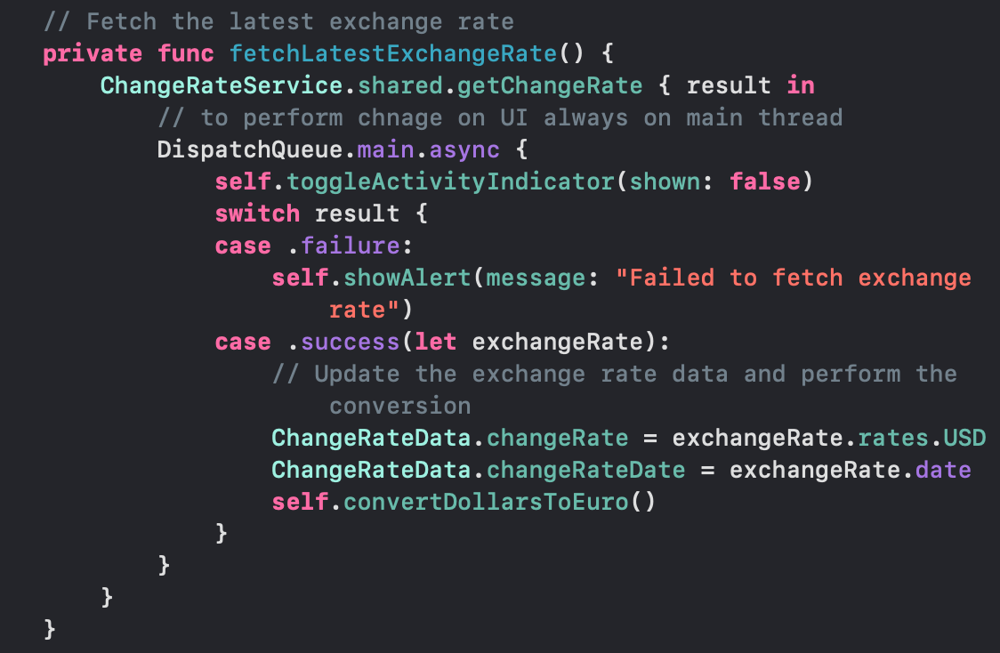 // Fetch the latest exchange rate
private func fetchLatestExchangeRate() {
ChangeRateService.shared.getChangeRate { result in
// to perform chnage on UI always on main thread
DispatchQueue.main.async {
self.toggleActivityIndicator(shown: false)
switch result {
case .failure:
self.showAlert(message: "Failed to fetch exchange
rate")
case .success(let exchangeRate):
// Update the exchange rate data and perform the
conversion
ChangeRateData.changeRate = exchangeRate.rates.USD
ChangeRateData.changeRateDate = exchangeRate.date
self.convertDollarsToEuro()
}
}
}
}